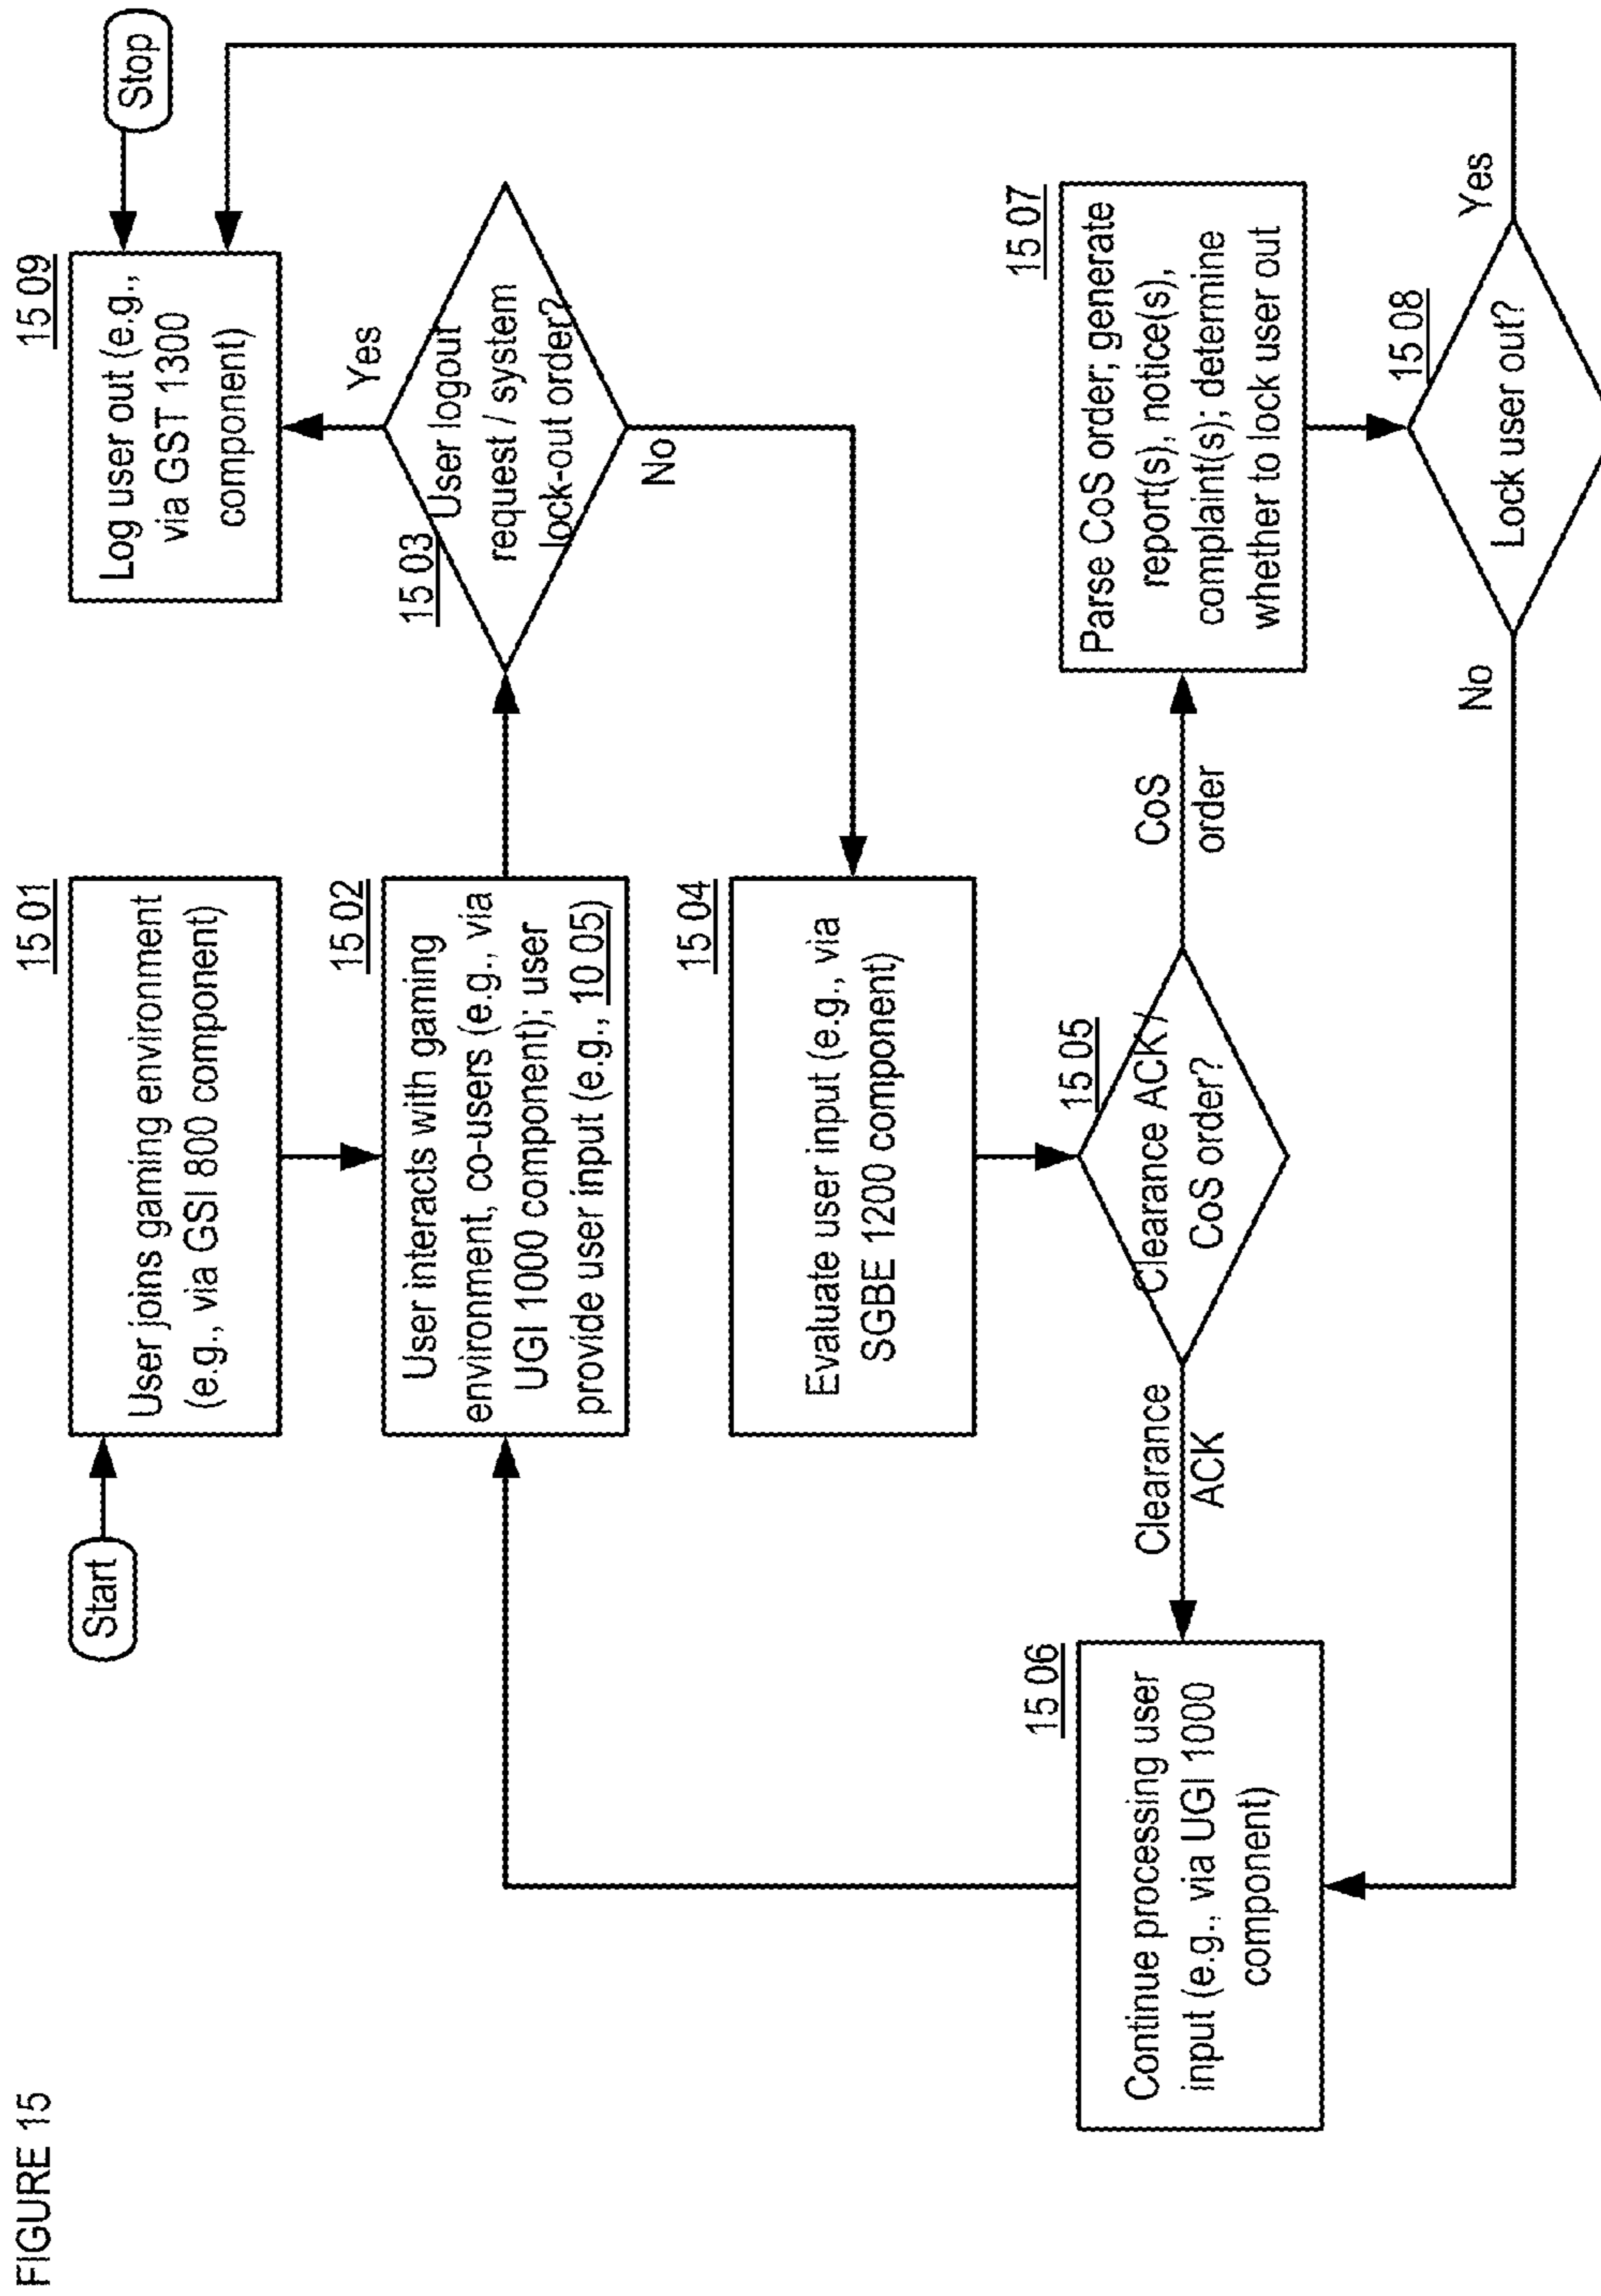 FIGURE 15
Start
15 01
User joins gaming environment
(e.g., via GSI 800 component)
15 02
User interacts with gaming
environment, co-users (e.g., via
UGI 1000 component); user
provide user input (e.g., 10 05)
15 03
User logout
request / system
lock-out order?
Yes
No
15 09
Log user out (e.g.,
via GST 1300
component)
Stop
15 04
Evaluate user input (e.g., via
SGBE 1200 component)
15 05
Clearance ACK /
CoS order?
Clearance
ACK
CoS
order
15 06
Continue processing user
input (e.g., via UGI 1000
component)
15 07
Parse CoS order; generate
report(s), notice(s),
complaint(s); determine
whether to lock user out
15 08
Lock user out?
No
Yes